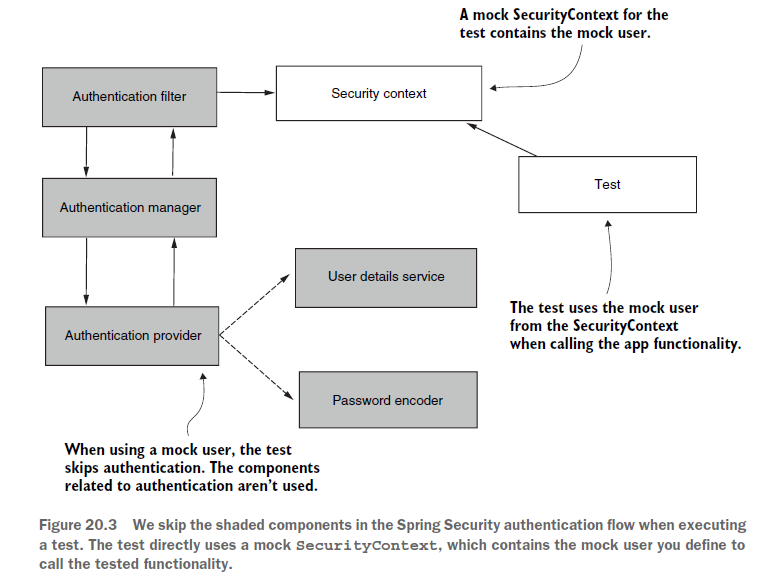 A mock SecurityContext for the
test contains the mock user.
Authentication filter
Security context
Test
Authentication manager
User details service
The test uses the mock user
from the SecurityContext
when calling the app functionality.
Authentication provider
Password encoder
When using a mock user, the test
skips authentication. The components
related to authentication aren't used.
Figure 20.3 We skip the shaded components in the Spring Security authentication flow when executing
a test. The test directly uses a mock SecurityContext, which contains the mock user you define to
call the tested functionality.